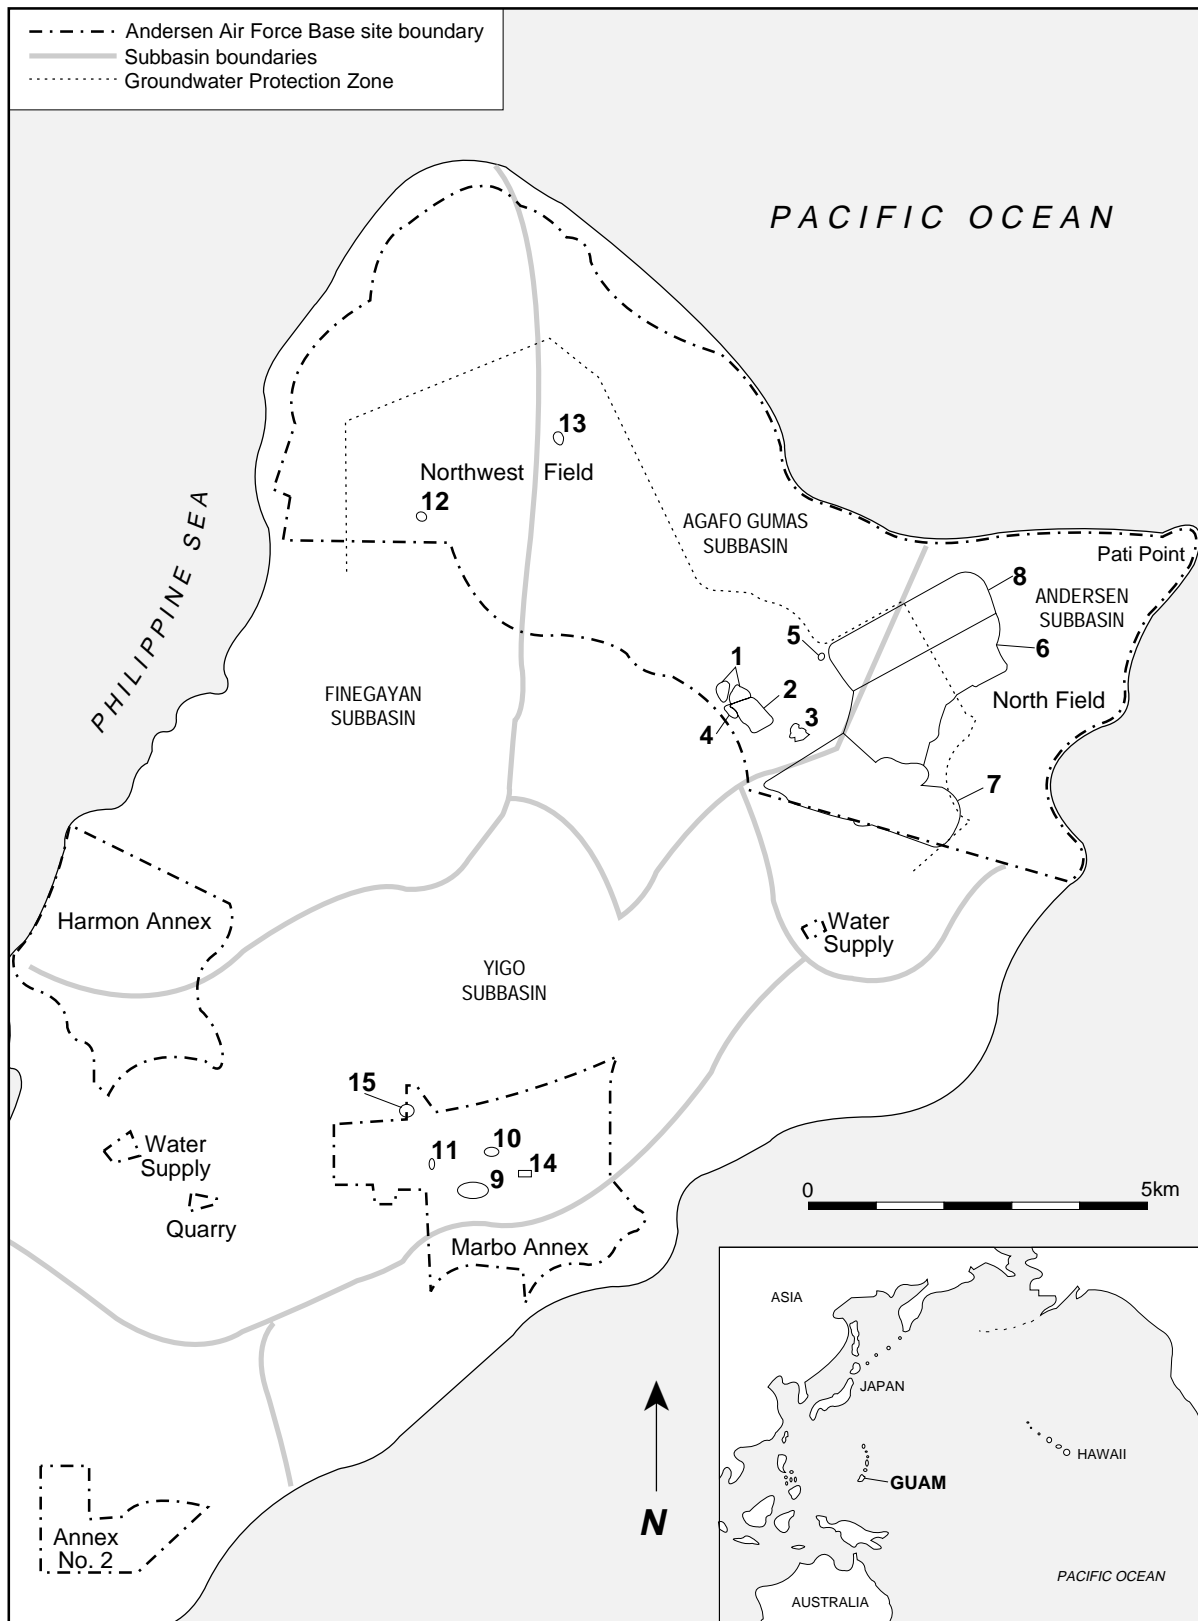 Andersen Air Force Base site boundary
Subbasin boundaries
Groundwater Protection Zone
PACIFIC OCEAN
PHILIPPINE SEA
13
Northwest Field
12
AGAFO GUMAS
SUBBASIN
Pati Point
8
ANDERSEN
SUBBASIN
5
6
1
2
North Field
FINEGAYAN
SUBBASIN
3
4
7
Harmon Annex
Water
Supply
YIGO
SUBBASIN
15
10
11
14
9
Water
Supply
Quarry
Marbo Annex
0
5km
ASIA
JAPAN
HAWAII
GUAM
N
Annex
No. 2
PACIFIC OCEAN
AUSTRALIA